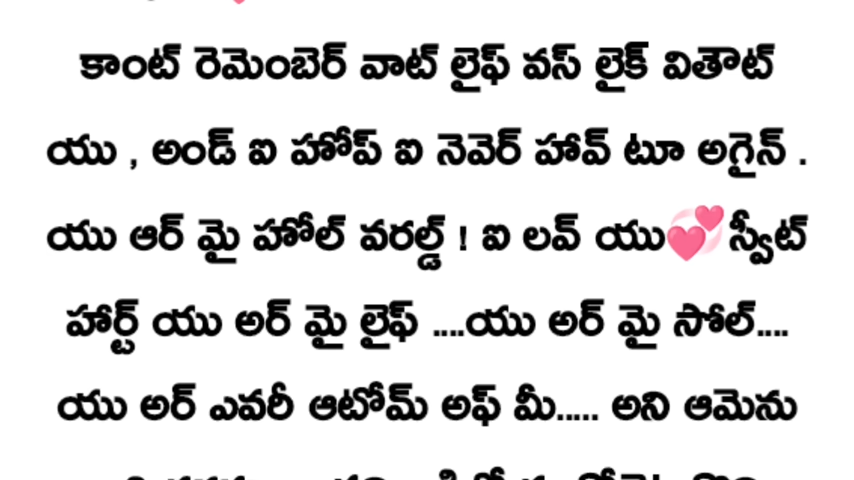 కాంట్ రెమెంబెర్ వాట్ లైఫ్ వస్ లైక్ వితౌట్
యు , అండ్ ఐ హోప్ ఐ నెవెర్ హావ్ టూ అగైన్ .
యు ఆర్ మై హోల్ వరల్డ్ ! ఐ లవ్ యు💞స్వీట్
హార్ట్ యు అర్ మై లైఫ్ ....యు అర్ మై సోల్....
యు అర్ ఎవరీ ఆటోమ్ అఫ్ మీ..... అని ఆమెను